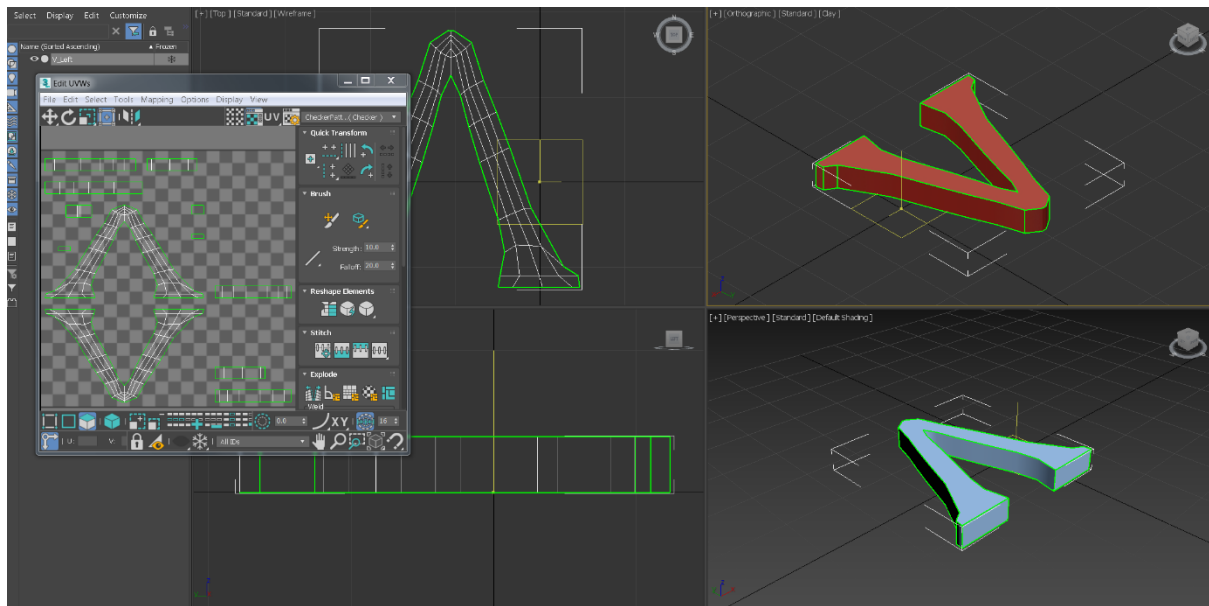 Select Display Edit Customize
Name (Sorted Ascending) ▲ Frozen
V_Left
[+] [Top ] [Standard ] [Wireframe ]
[+] [Orthographic ] [Standard ] [Clay ]
Edit UVWs
File Edit Select Tools Mapping Options Display View
UV
CheckerPatt...( Checker )
Quick Transform
Brush
Strength: 10.0
Falloff: 20.0
Reshape Elements
Stitch
Explode
Weld
0.0
XY
16
U:
V:
All IDs
[+] [Perspective ] [Standard ] [Default Shading ]